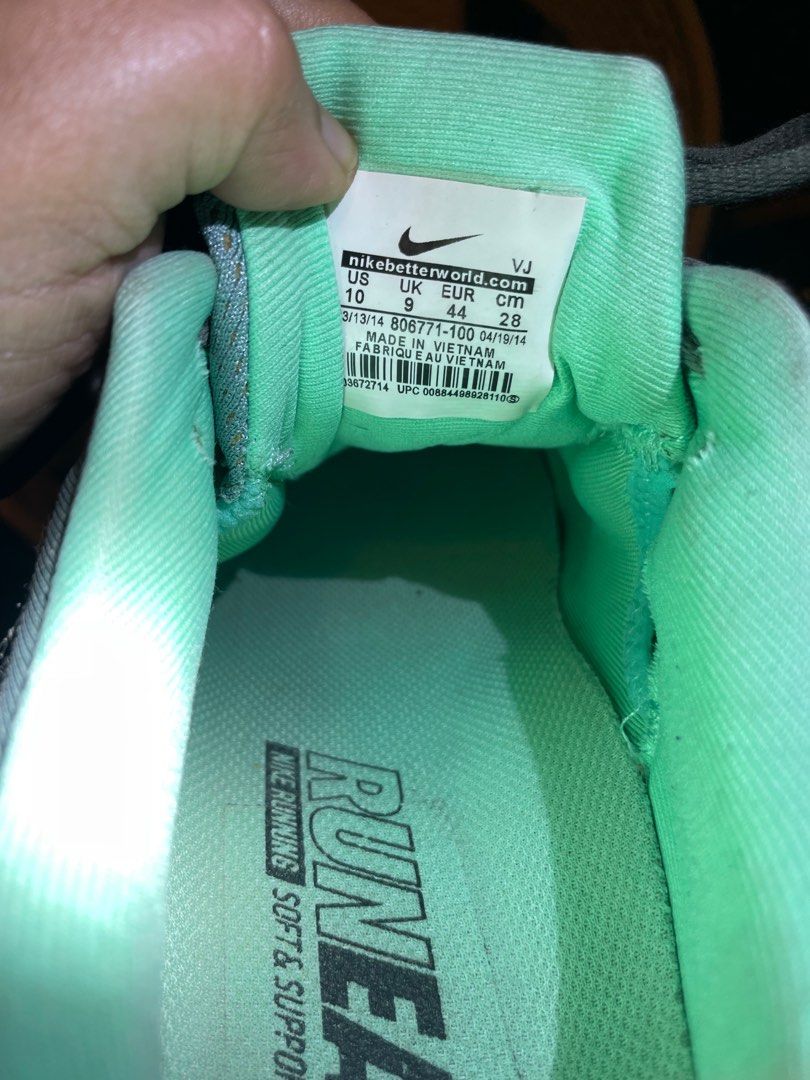 VJ
nikebetterworld.com
US UK EUR cm
10 9 44 28
3/13/14 806771-100 04/19/14
MADE IN VIETNAM
FABRIQUE AU VIETNAM
03672714 UPC 00884498928110 S
RUNEA
NIKE RUNNING SOFT & SUPPO